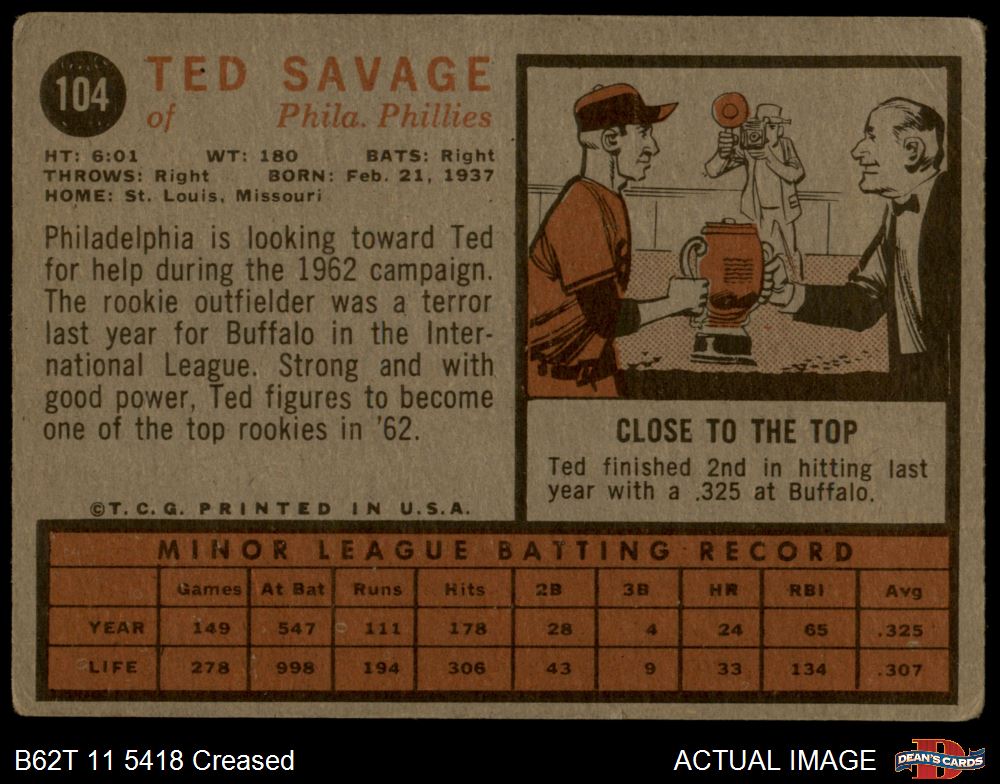 104
TED SAVAGE
of Phila. Phillies
HT: 6:01 WT: 180 BATS: Right
THROWS: Right BORN: Feb. 21, 1937
HOME: St. Louis, Missouri
Philadelphia is looking toward Ted
for help during the 1962 campaign.
The rookie outfielder was a terror
last year for Buffalo in the Inter-
national League. Strong and with
good power, Ted figures to become
one of the top rookies in '62.
©T. C. G. PRINTED IN U.S.A.
CLOSE TO THE TOP
Ted finished 2nd in hitting last
year with a .325 at Buffalo.
MINOR LEAGUE BATTING RECORD
Games At Bat Runs Hits 2B 3B HR RBI Avg
YEAR 149 547 111 178 28 4 24 65 .325
LIFE 278 998 194 306 43 9 33 134 .307
B62T 11 5418 Creased
ACTUAL IMAGE
D
DEAN'S CARDS